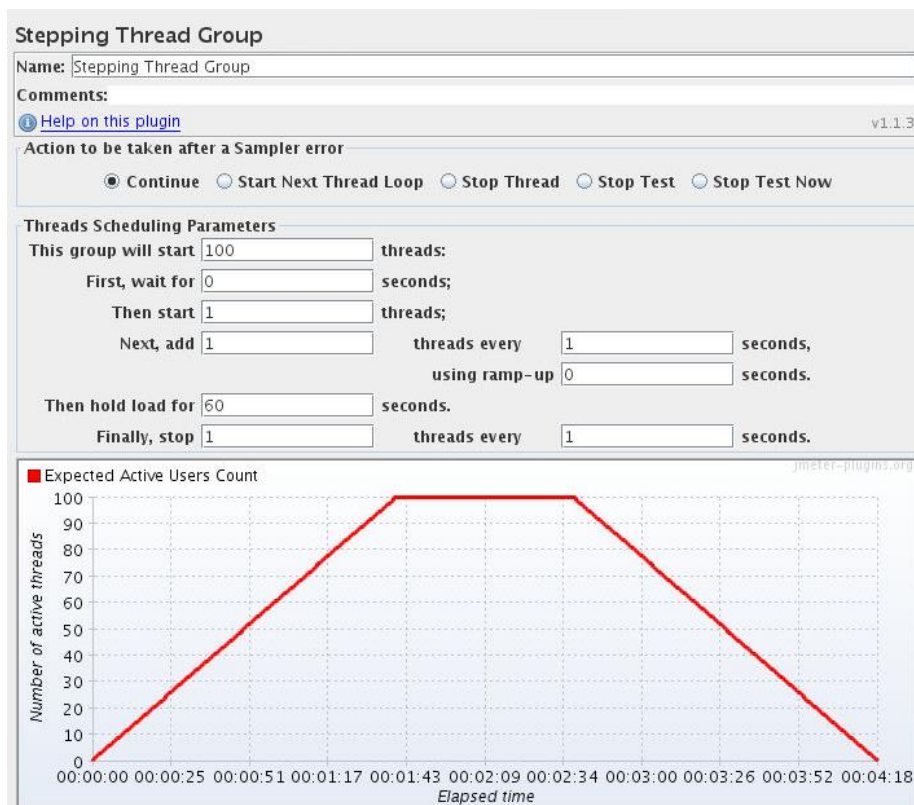 Stepping Thread Group
Name: Stepping Thread Group
Comments:
Help on this plugin
v1.1.3
Action to be taken after a Sampler error
Continue Start Next Thread Loop Stop Thread Stop Test Stop Test Now
Threads Scheduling Parameters
This group will start 100 threads:
First, wait for 0 seconds;
Then start 1 threads;
Next, add 1 threads every 1 seconds,
using ramp-up 0 seconds.
Then hold load for 60 seconds.
Finally, stop 1 threads every 1 seconds.
jmeter-plugins.org
Expected Active Users Count
Number of active threads
100
90
80
70
60
50
40
30
20
10
0
00:00:00 00:00:25 00:00:51 00:01:17 00:01:43 00:02:09 00:02:34 00:03:00 00:03:26 00:03:52 00:04:18
Elapsed time